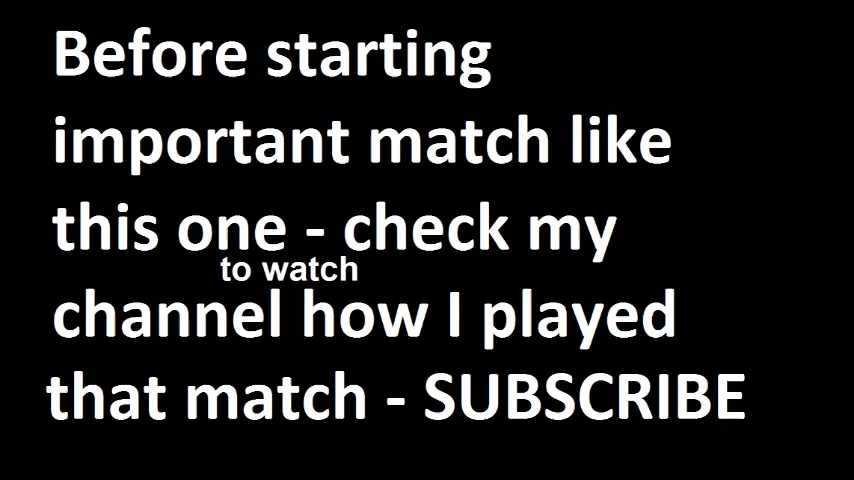 Before starting
important match like
this one - check my
to watch
channel how I played
that match - SUBSCRIBE